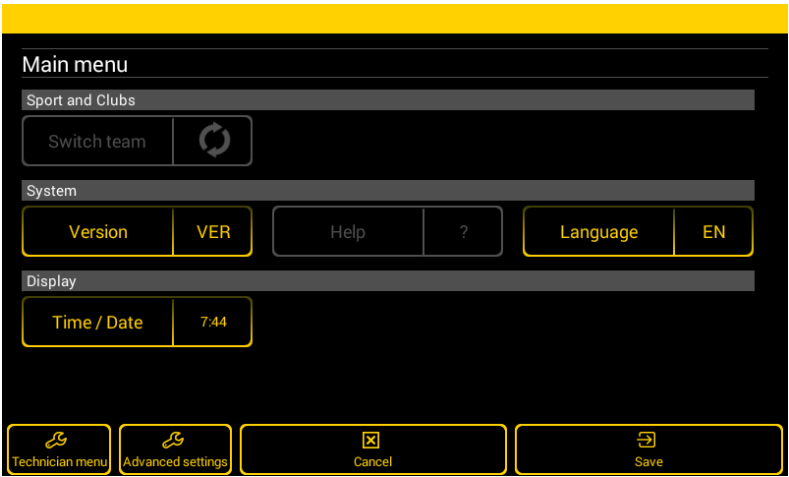 Main menu
Sport and Clubs
Switch team
System
Version VER Help ? Language EN
Display
Time / Date 7:44
Technician menu Advanced settings Cancel Save